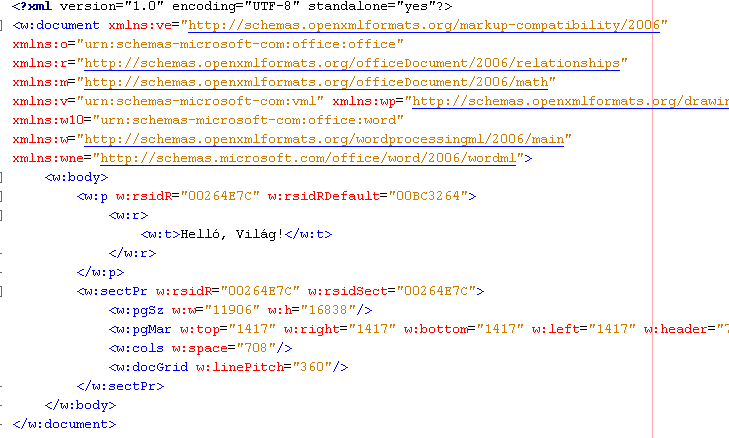 <?xml version="1.0" encoding="UTF-8" standalone="yes"?>
<w:document xmlns:ve="http://schemas.openxmlformats.org/markup-compatibility/2006"
xmlns:o="urn:schemas-microsoft-com:office:office"
xmlns:r="http://schemas.openxmlformats.org/officeDocument/2006/relationships"
xmlns:m="http://schemas.openxmlformats.org/officeDocument/2006/math"
xmlns:v="urn:schemas-microsoft-com:vml" xmlns:wp="http://schemas.openxmlformats.org/drawin
xmlns:w10="urn:schemas-microsoft-com:office:word"
xmlns:w="http://schemas.openxmlformats.org/wordprocessingml/2006/main"
xmlns:wne="http://schemas.microsoft.com/office/word/2006/wordml">
<w:body>
<w:p w:rsidR="00264E7C" w:rsidRDefault="00BC3264">
<w:r>
<w:t>Helló, Világ!</w:t>
</w:r>
</w:p>
<w:sectPr w:rsidR="00264E7C" w:rsidSect="00264E7C">
<w:pgSz w:w="11906" w:h="16838"/>
<w:pgMar w:top="1417" w:right="1417" w:bottom="1417" w:left="1417" w:header="7
<w:cols w:space="708"/>
<w:docGrid w:linePitch="360"/>
</w:sectPr>
</w:body>
</w:document>